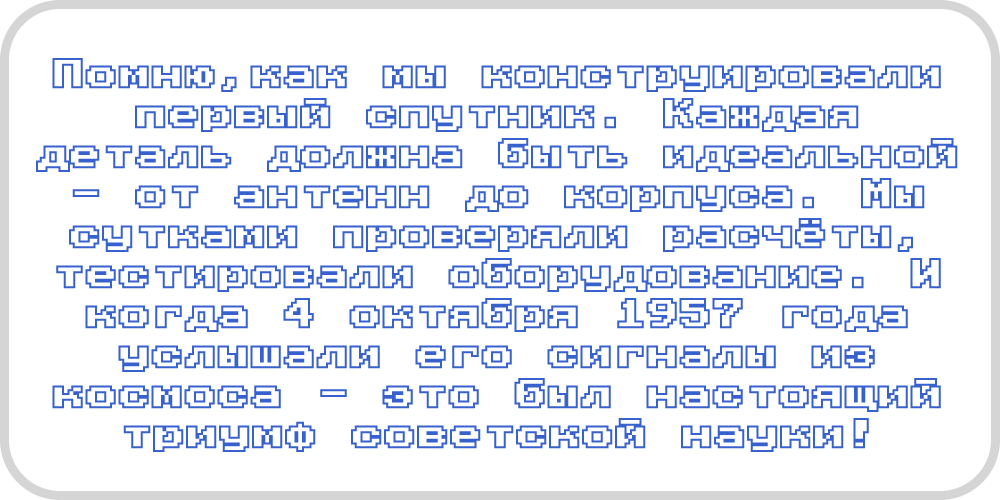 Помню, как мы конструировали
первый спутник. Каждая
деталь должна быть идеальной
– от антенн до корпуса. Мы
сутками проверяли расчёты,
тестировали оборудование. И
когда 4 октября 1957 года
услышали его сигналы из
космоса – это был настоящий
триумф советской науки!